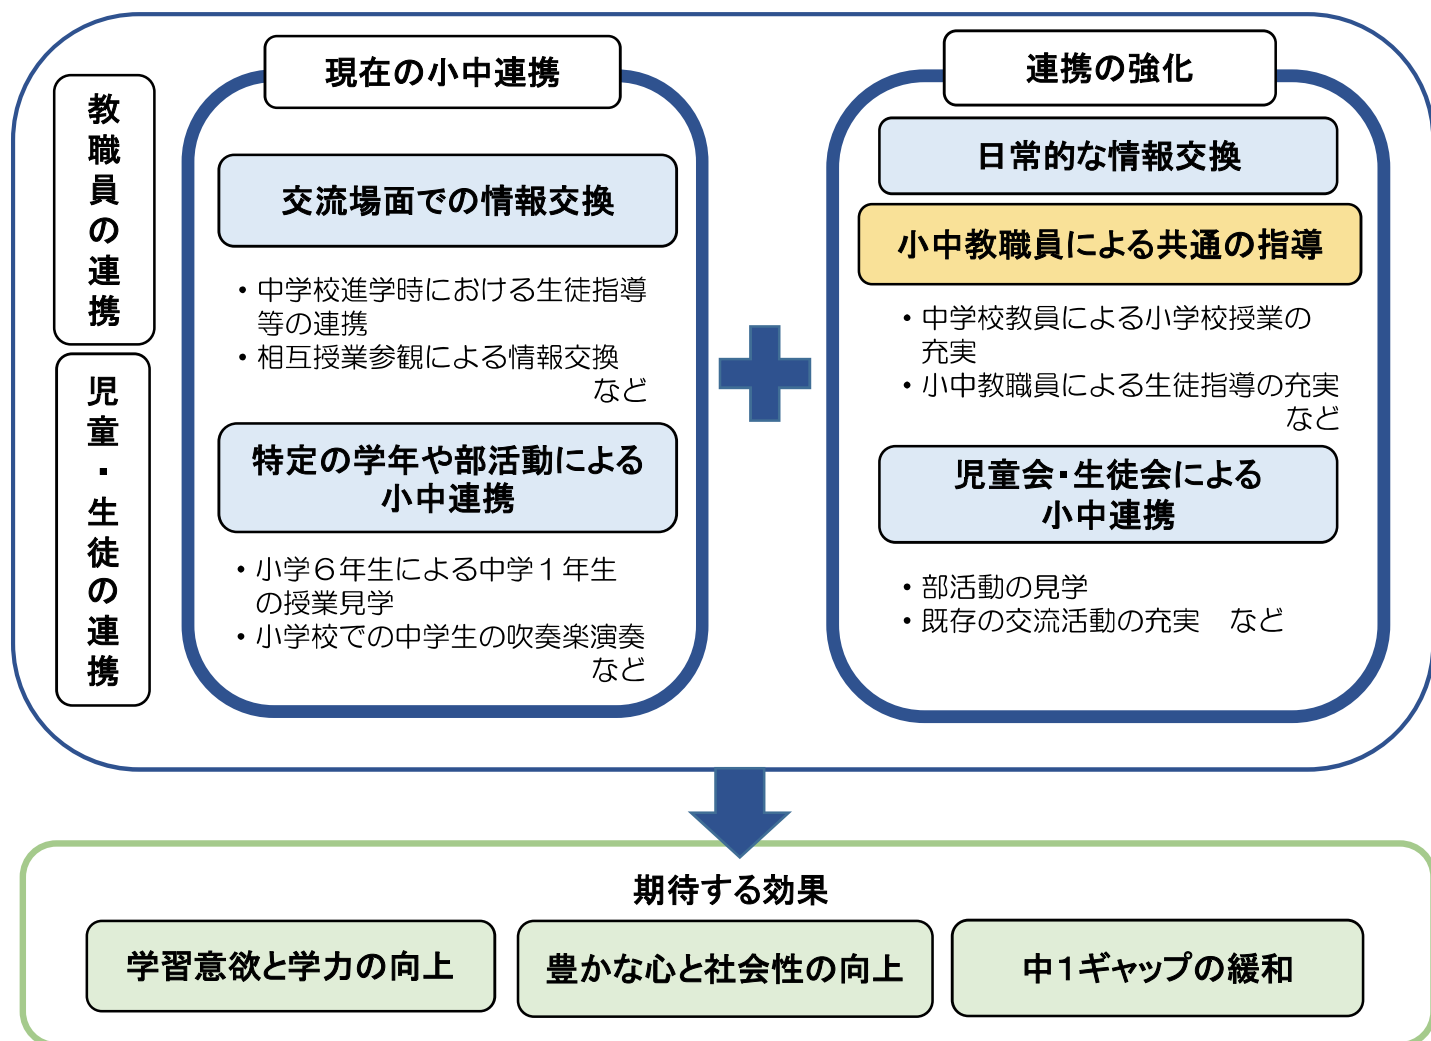 現在の小中連携
連携の強化
教職員の連携
児童・生徒の連携
交流場面での情報交換
・中学校進学時における生徒指導
等の連携
・相互授業参観による情報交換
など
特定の学年や部活動による
小中連携
・小学６年生による中学１年生
の授業見学
・小学校での中学生の吹奏楽演奏
など
日常的な情報交換
小中教職員による共通の指導
・中学校教員による小学校授業の
充実
・小中教職員による生徒指導の充実
など
児童会・生徒会による
小中連携
・部活動の見学
・既存の交流活動の充実　など
期待する効果
学習意欲と学力の向上
豊かな心と社会性の向上
中１ギャップの緩和